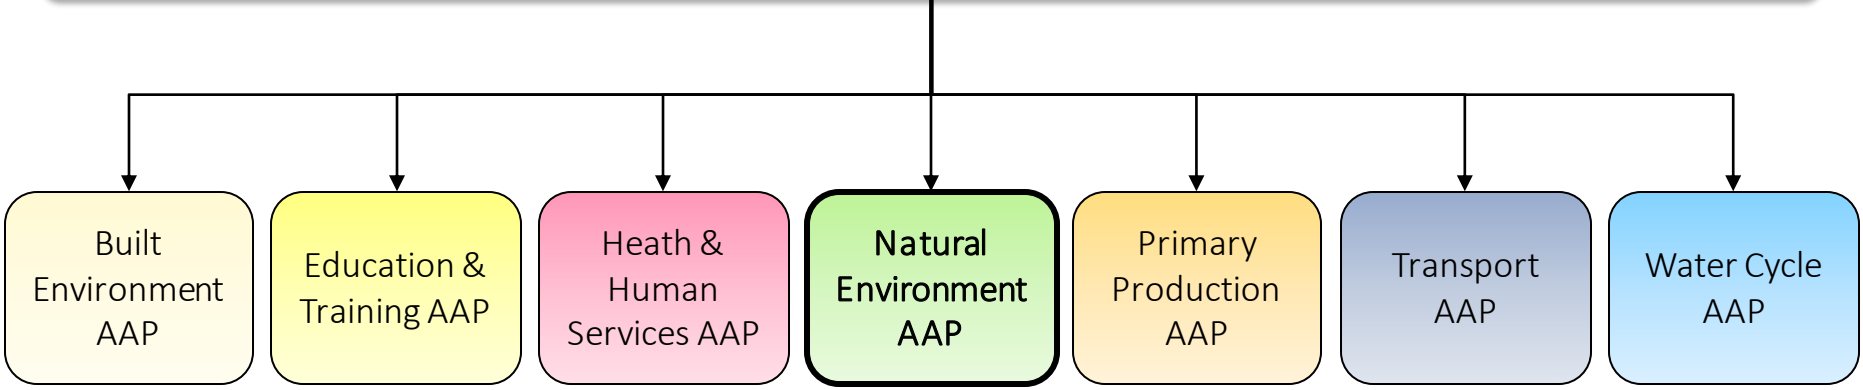 Built
Environment
AAP
Education &
Training AAP
Heath &
Human
Services AAP
Natural
Environment
AAP
Primary
Production
AAP
Transport
AAP
Water Cycle
AAP